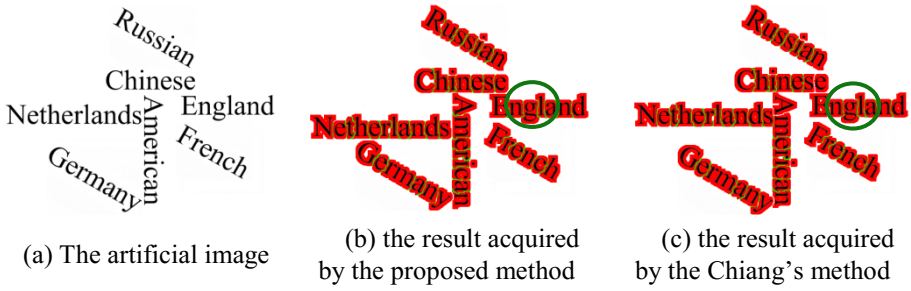 Russian
Chinese
Netherlands
American
England
French
Germany
(a) The artificial image
Russian
Chinese
Netherlands
American
England
French
Germany
(b) the result acquired
by the proposed method
Russian
Chinese
Netherlands
American
England
French
Germany
(c) the result acquired
by the Chiang's method